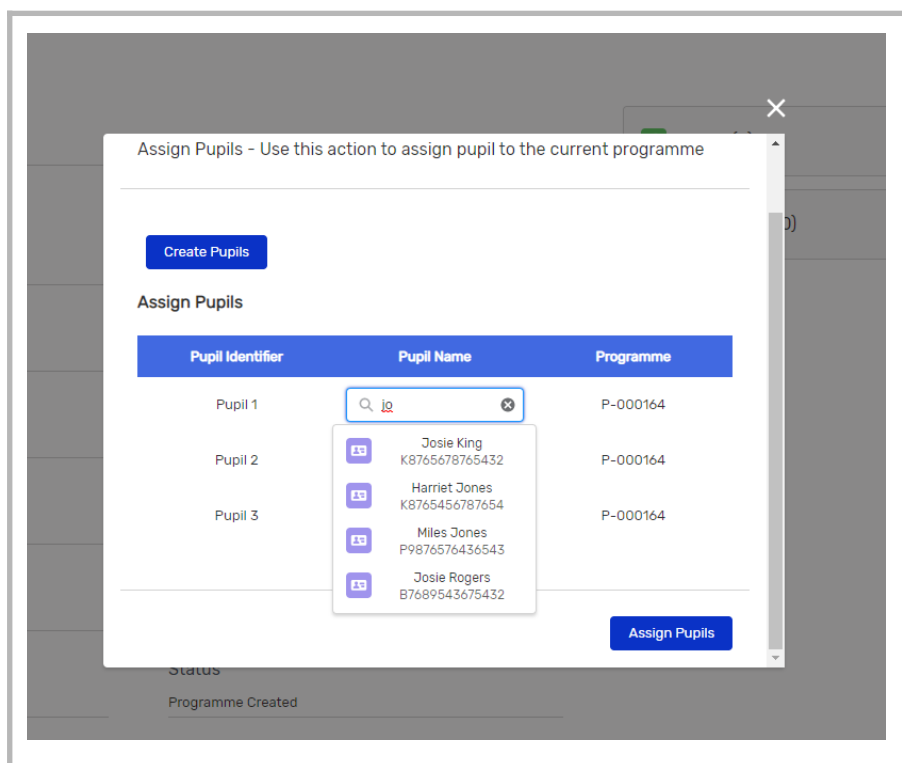 Assign Pupils - Use this action to assign pupil to the current programme
Create Pupils
Assign Pupils
Pupil Identifier Pupil Name Programme
Pupil 1 jo P-000164
Josie King
K8765678765432
Pupil 2 P-000164
Harriet Jones
K8765456787654
Pupil 3 P-000164
Miles Jones
P9876576436543
Josie Rogers
B7689543675432
Assign Pupils
Status
Programme Created